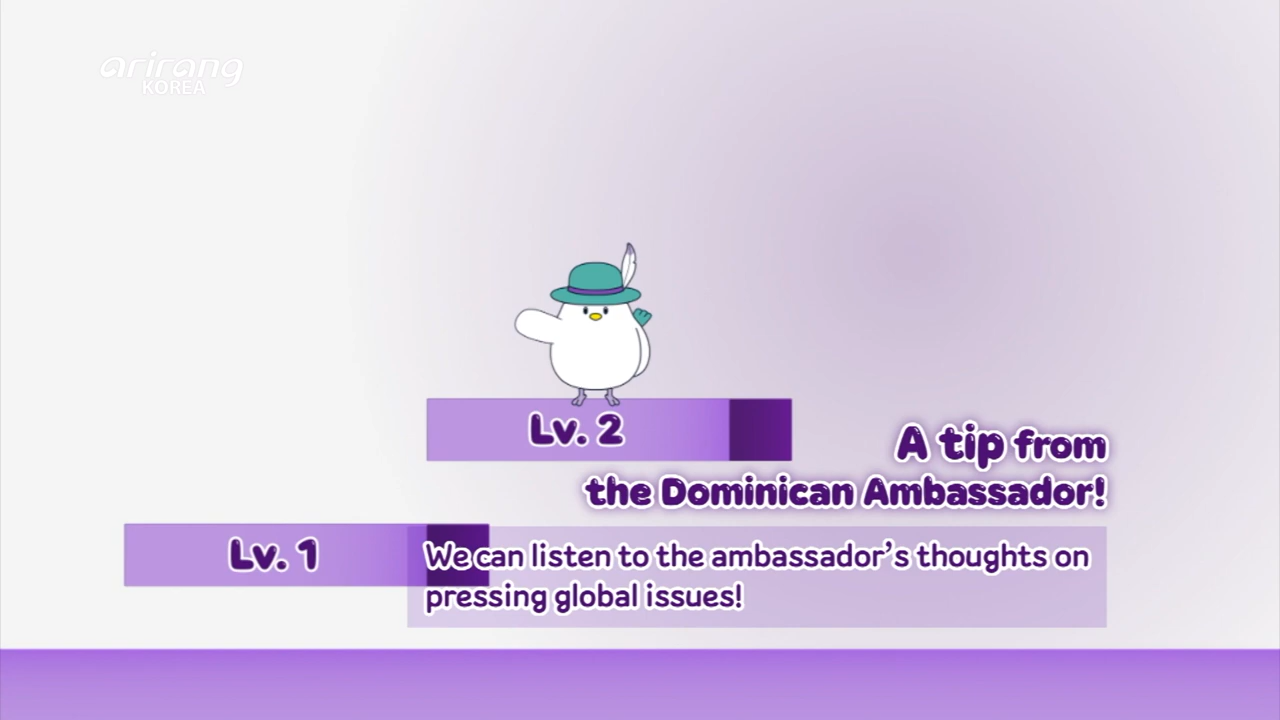 arirang
KOREA
Lv. 2
A tip from
the Dominican Ambassador!
Lv. 1
We can listen to the ambassador's thoughts on
pressing global issues!